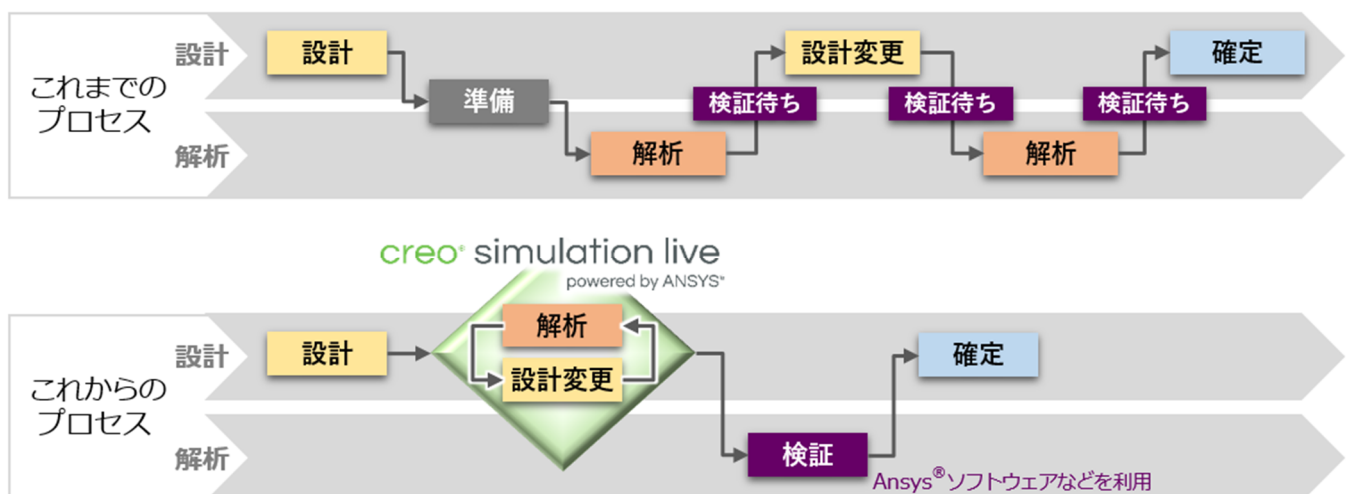 これまでの
プロセス
設計
解析
設計
準備
解析
検証待ち
設計変更
検証待ち
解析
検証待ち
確定
creo® simulation live
powered by ANSYS®
これからの
プロセス
設計
解析
設計
解析
設計変更
検証
確定
Ansys®ソフトウェアなどを利用